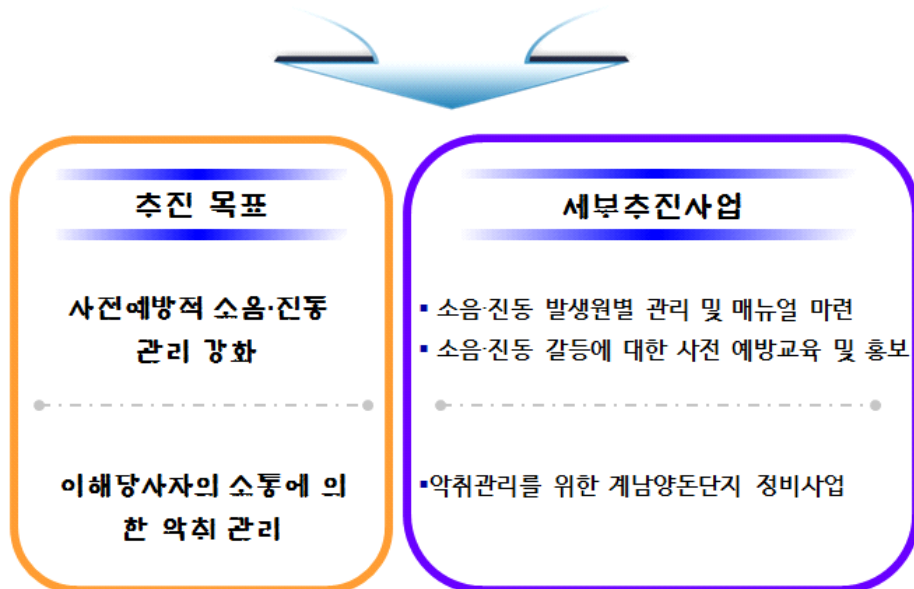 추진 목표
사전예방적 소음·진동
관리 강화
이해당사자의 소통에 의
한 악취 관리
세부추진사업
▪ 소음·진동 발생원별 관리 및 매뉴얼 마련
▪ 소음·진동 갈등에 대한 사전 예방교육 및 홍보
▪악취관리를 위한 계남양돈단지 정비사업